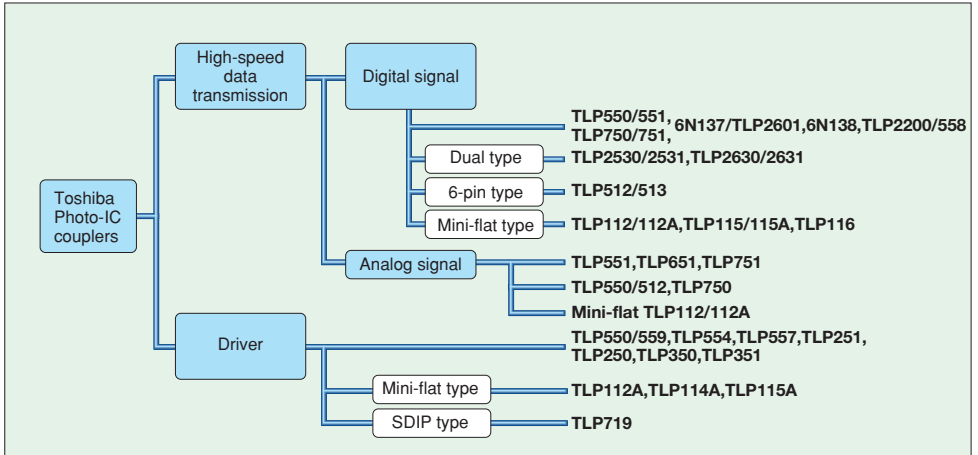 High-speed
data
transmission
Digital signal
TLP550/551,
TLP750/751,
6N137/TLP2601,6N138,TLP2200/558
Dual type
TLP2530/2531,TLP2630/2631
6-pin type
TLP512/513
Mini-flat type
TLP112/112A,TLP115/115A,TLP116
Toshiba
Photo-IC
couplers
Analog signal
TLP551,TLP651,TLP751
TLP550/512,TLP750
Mini-flat TLP112/112A
Driver
TLP550/559,TLP554,TLP557,TLP251,
TLP250,TLP350,TLP351
Mini-flat type
TLP112A,TLP114A,TLP115A
SDIP type
TLP719